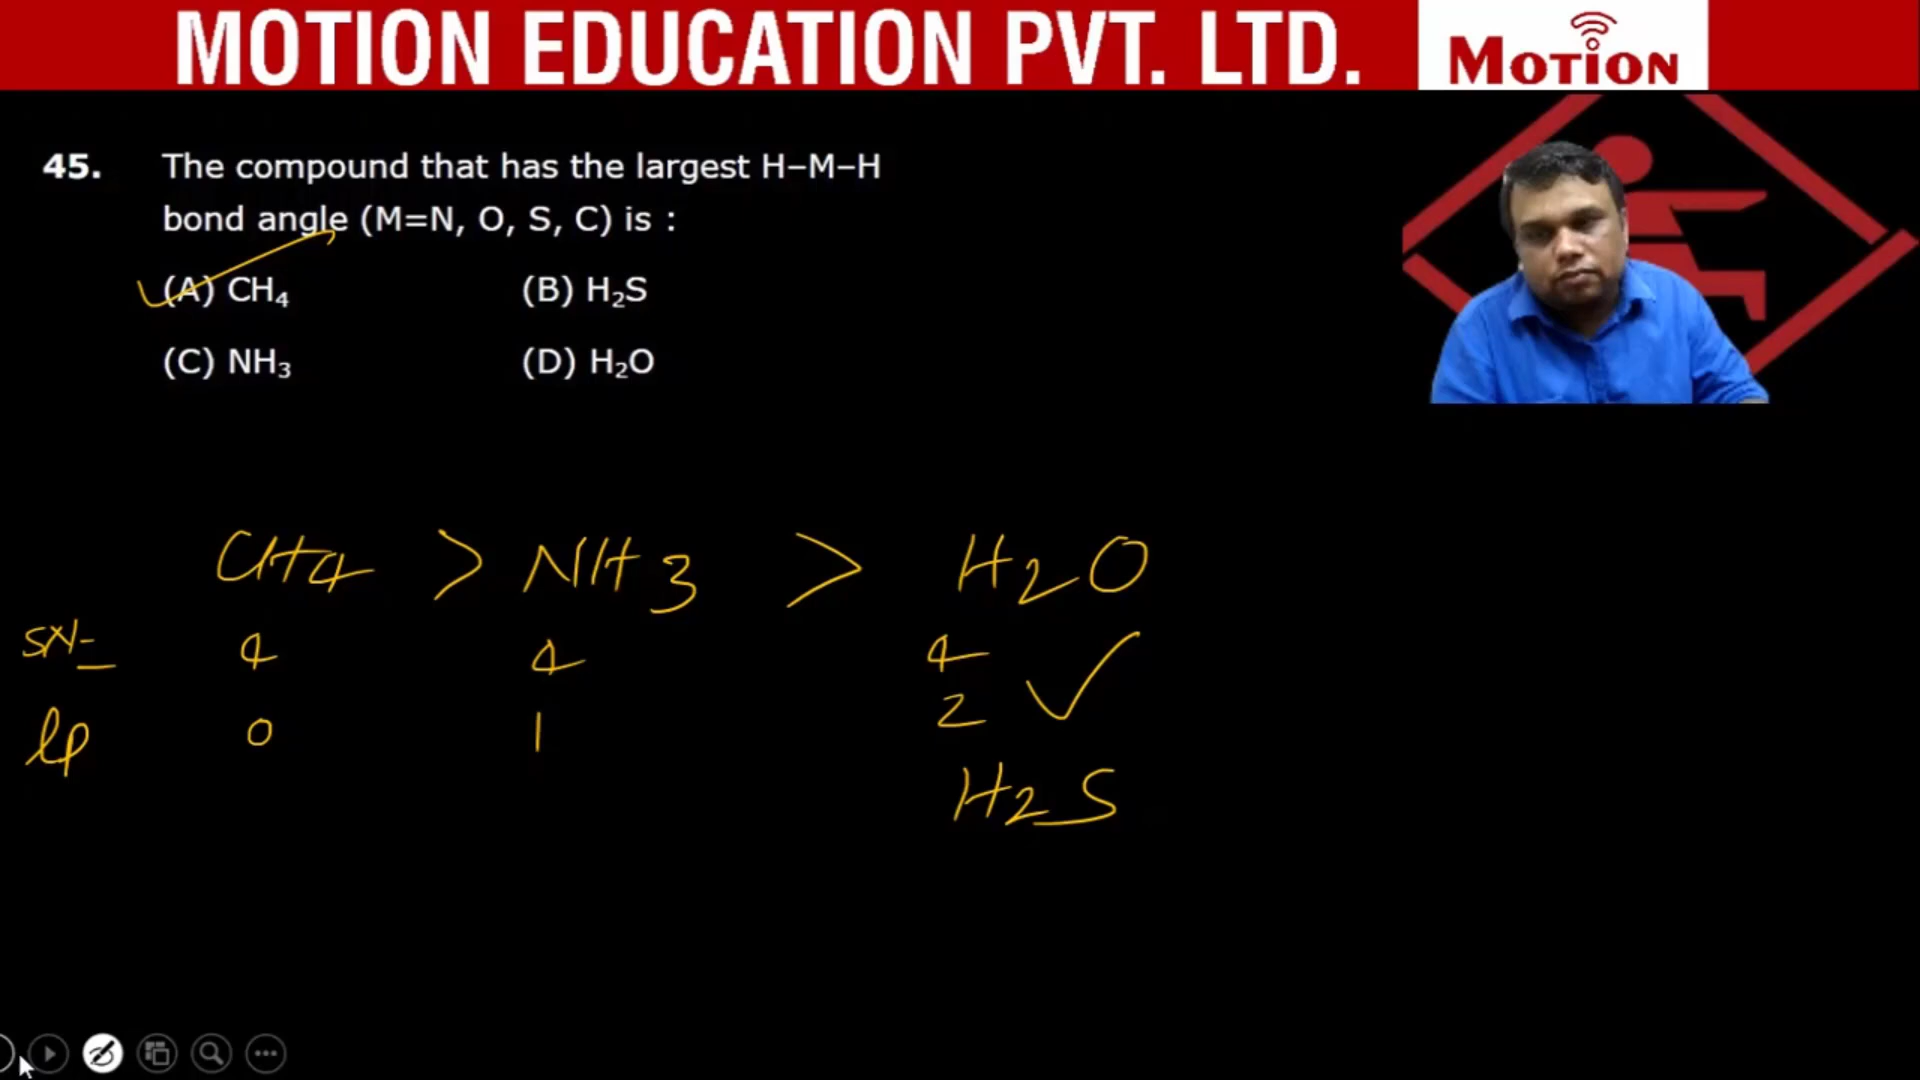 MOTION EDUCATION PVT. LTD.
MOTION
45. The compound that has the largest H–M–H
bond angle (M=N, O, S, C) is :
(A) CH₄ (B) H₂S
(C) NH₃ (D) H₂O
CH4 > NH3 > H2O
SN- 4 4 4
lp 0 1 2
H2S